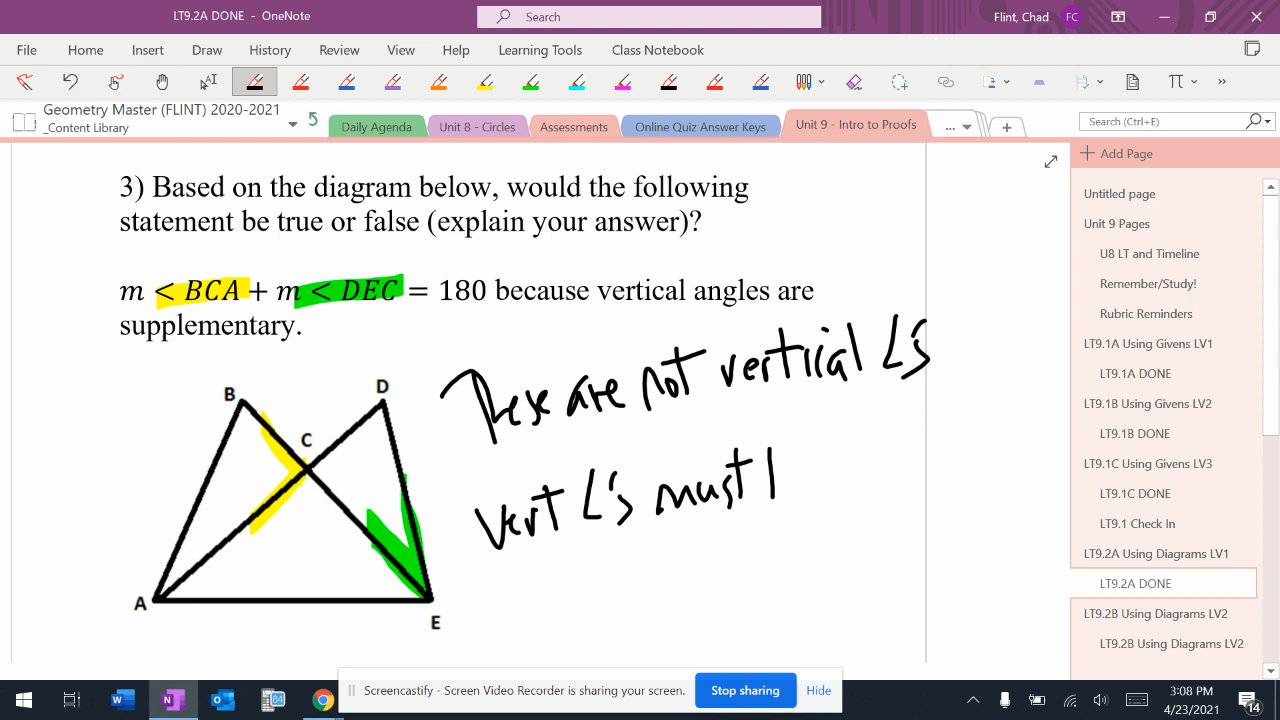 LT9.2A DONE - OneNote
Search
Flint, Chad FC
File Home Insert Draw History Review View Help Learning Tools Class Notebook
Geometry Master (FLINT) 2020-2021
_Content Library
Daily Agenda Unit 8 - Circles Assessments Online Quiz Answer Keys Unit 9 - Intro to Proofs ...
Search (Ctrl+E)
Add Page
Untitled page
Unit 9 Pages
U8 LT and Timeline
Remember/Study!
Rubric Reminders
LT9.1A Using Givens LV1
LT9.1A DONE
LT9.1B Using Givens LV2
LT9.1B DONE
LT9.1C Using Givens LV3
LT9.1C DONE
LT9.1 Check In
LT9.2A Using Diagrams LV1
LT9.2A DONE
LT9.2B Using Diagrams LV2
LT9.2B Using Diagrams LV2
3) Based on the diagram below, would the following
statement be true or false (explain your answer)?
m < BCA + m < DEC = 180 because vertical angles are
supplementary.
These are not vertical ∠'s
vert ∠'s must
B
D
C
A
E
Screencastify - Screen Video Recorder is sharing your screen. Stop sharing Hide
3:08 PM
4/23/2021
14